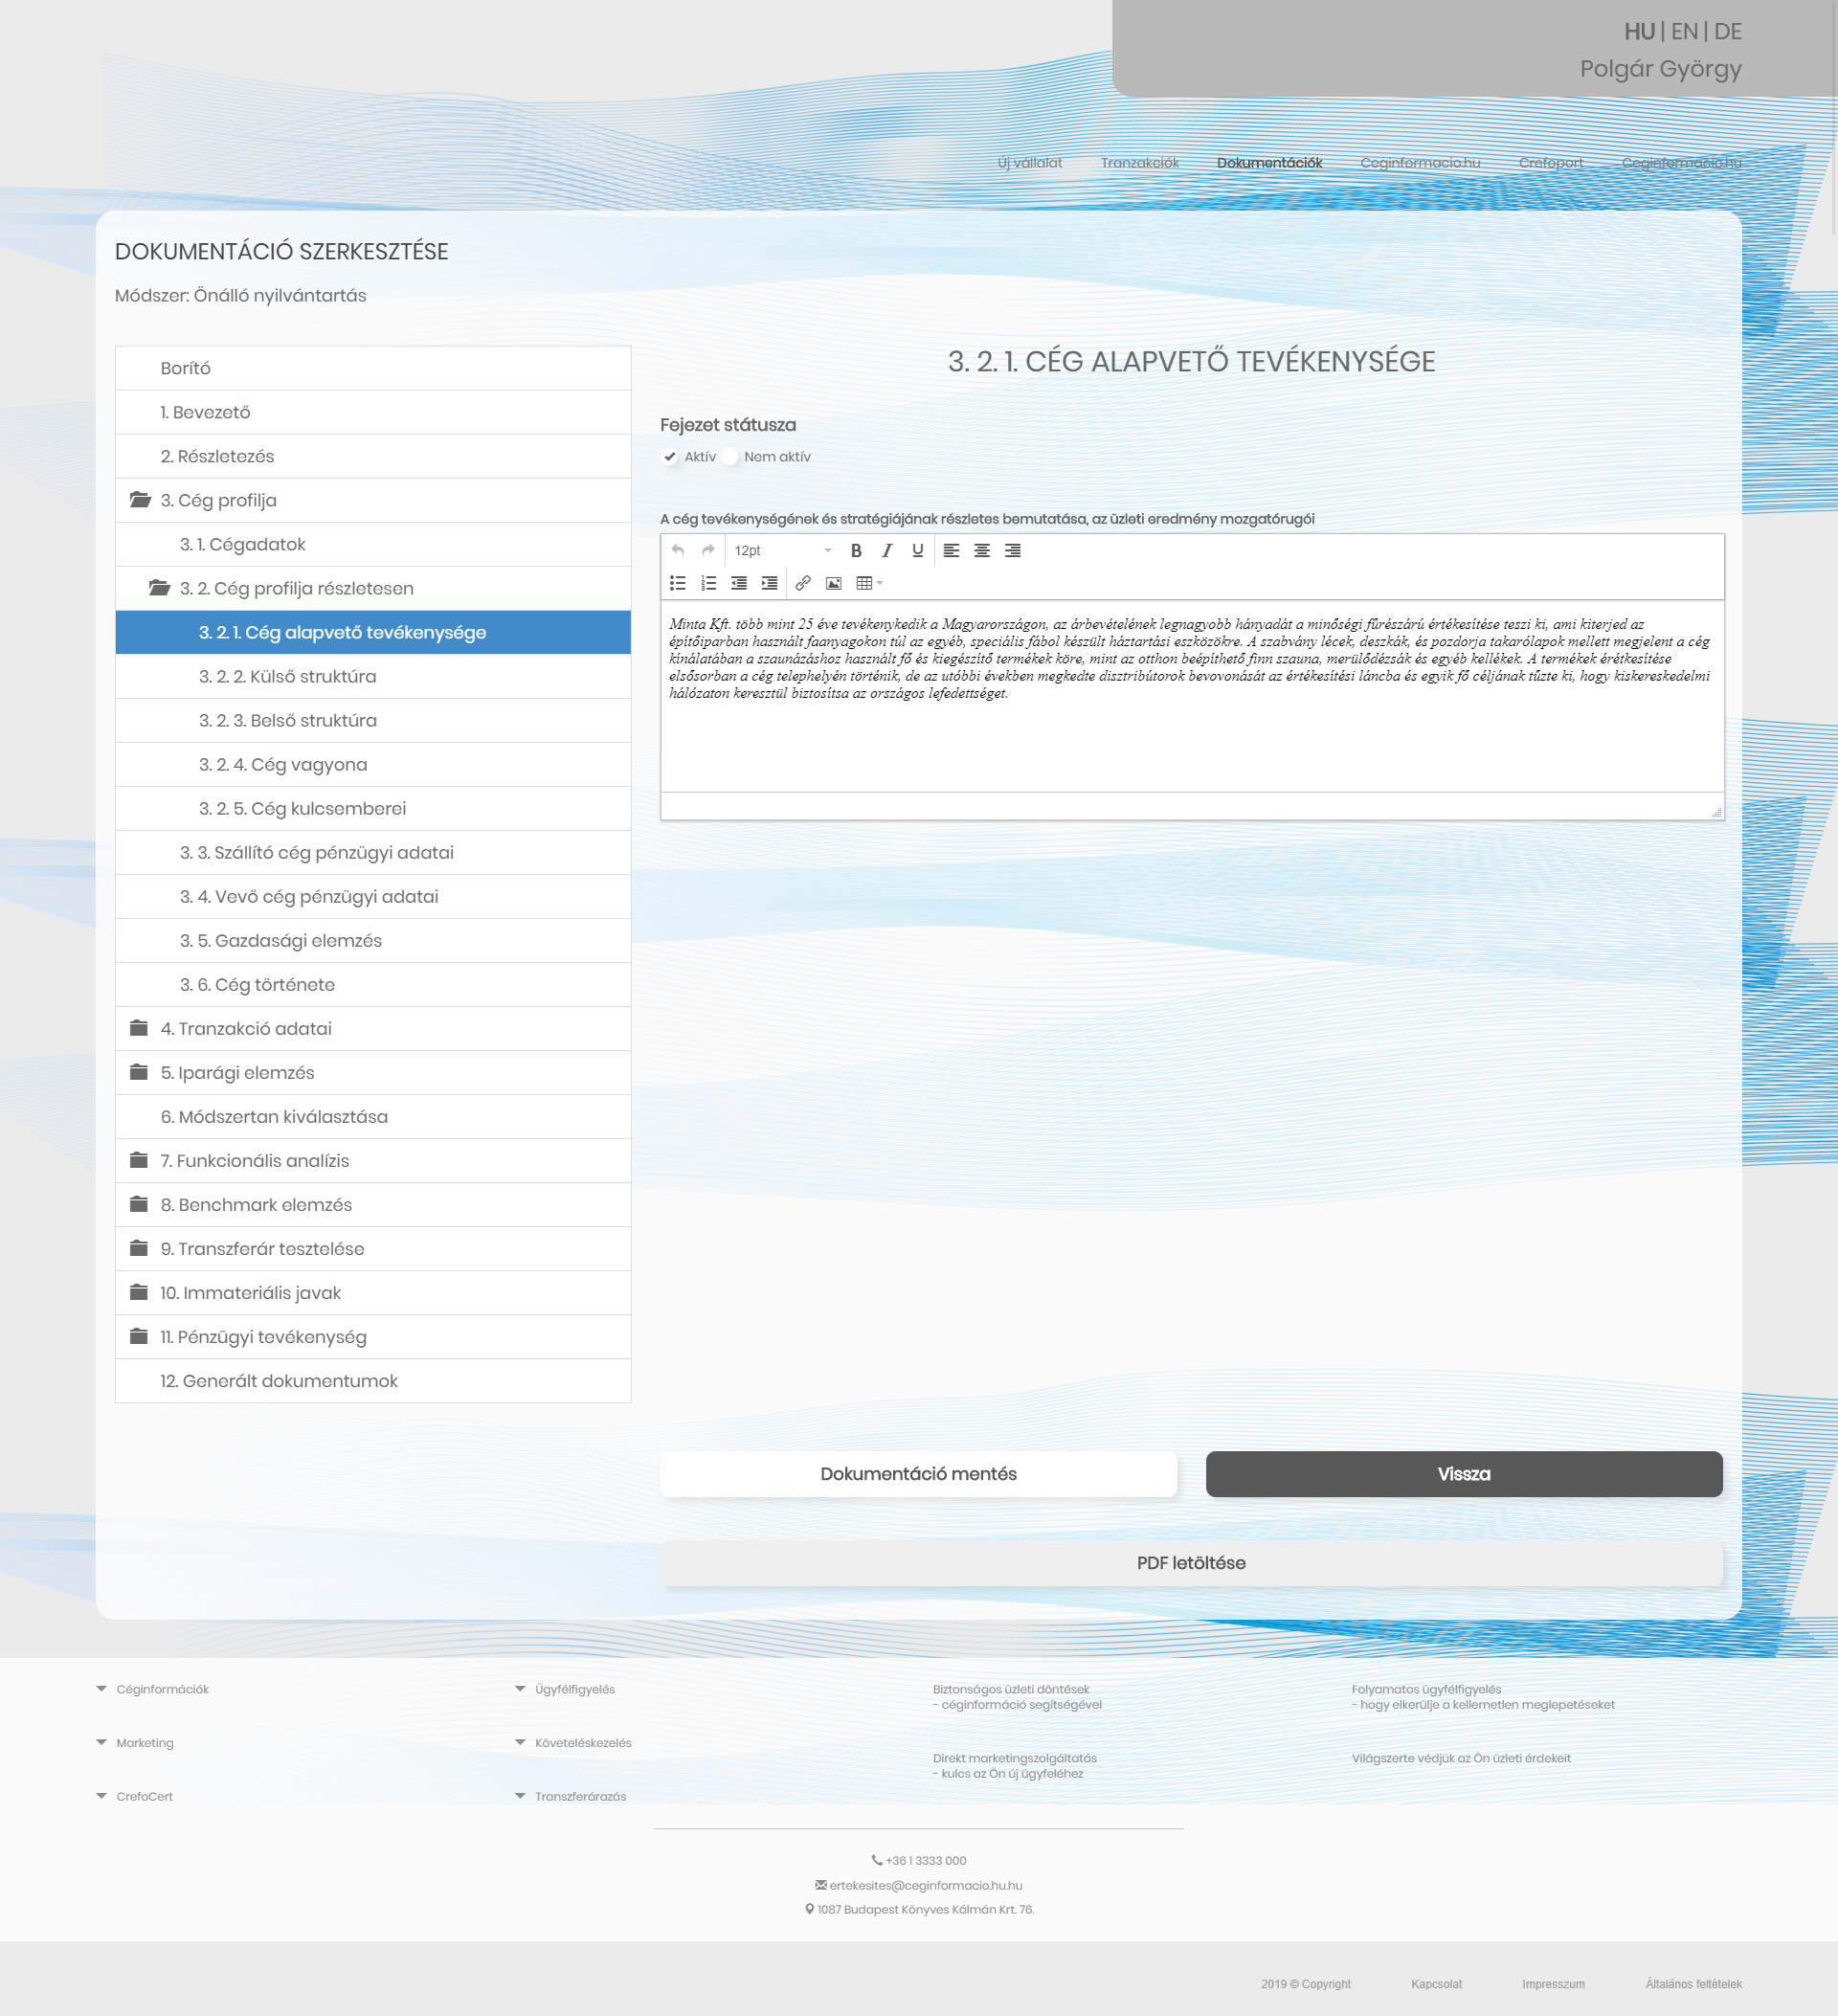 HU | EN | DE
Polgár György
Új vállalat Tranzakciók Dokumentációk Ceginformacio.hu Crefoport Ceginformacio.hu
DOKUMENTÁCIÓ SZERKESZTÉSE
Módszer: Önálló nyilvántartás
Borító
1. Bevezető
2. Részletezés
3. Cég profilja
3. 1. Cégadatok
3. 2. Cég profilja részletesen
3. 2. 1. Cég alapvető tevékenysége
3. 2. 2. Külső struktúra
3. 2. 3. Belső struktúra
3. 2. 4. Cég vagyona
3. 2. 5. Cég kulcsemberei
3. 3. Szállító cég pénzügyi adatai
3. 4. Vevő cég pénzügyi adatai
3. 5. Gazdasági elemzés
3. 6. Cég története
4. Tranzakció adatai
5. Iparági elemzés
6. Módszertan kiválasztása
7. Funkcionális analízis
8. Benchmark elemzés
9. Transzferár tesztelése
10. Immateriális javak
11. Pénzügyi tevékenység
12. Generált dokumentumok
3. 2. 1. CÉG ALAPVETŐ TEVÉKENYSÉGE
Fejezet státusza
Aktív Nem aktív
A cég tevékenységének és stratégiájának részletes bemutatása, az üzleti eredmény mozgatórugói
12pt B I U
Minta Kft. több mint 25 éve tevékenykedik a Magyarországon, az árbevételének legnagyobb hányadát a minőségi fűrészárú értékesítése teszi ki, ami kiterjed az
építőiparban használt faanyagokon túl az egyéb, speciális fából készült háztartási eszközökre. A szabvány lécek, deszkák, és pozdorja takarólapok mellett megjelent a cég
kínálatában a szaunázáshoz használt fő és kiegészítő termékek köre, mint az otthon beépíthető finn szauna, merülődézsák és egyéb kellékek. A termékek érétkesítése
elsősorban a cég telephelyén történik, de az utóbbi években megkedte disztribútorok bevovonását az értékesítési láncba és egyik fő céljának tűzte ki, hogy kiskereskedelmi
hálózaton keresztül biztosítsa az országos lefedettséget.
Dokumentáció mentés
Vissza
PDF letöltése
Céginformációk
Marketing
CrefoCert
Ügyfélfigyelés
Követeléskezelés
Transzferárazás
Biztonságos üzleti döntések
- céginformáció segítségével
Direkt marketingszolgáltatás
- kulcs az Ön új ügyfeléhez
Folyamatos ügyfélfigyelés
- hogy elkerülje a kellemetlen meglepetéseket
Világszerte védjük az Ön üzleti érdekeit
+36 1 3333 000
ertekesites@ceginformacio.hu.hu
1087 Budapest Könyves Kálmán Krt. 76.
2019 © Copyright Kapcsolat Impresszum Általános feltételek